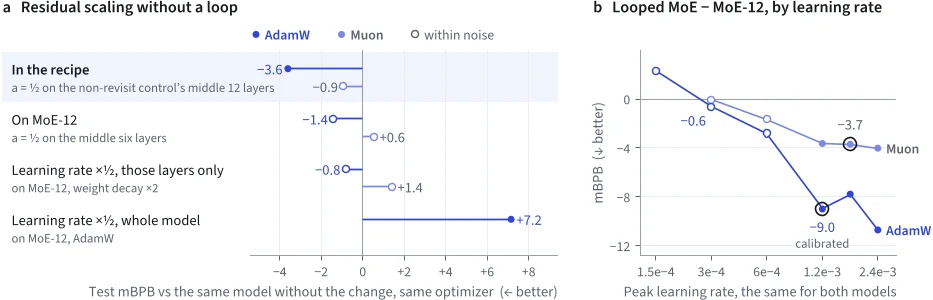 a Residual scaling without a loop
AdamW Muon within noise
In the recipe
a = ½ on the non-revisit control's middle 12 layers
−3.6
−0.9
On MoE-12
a = ½ on the middle six layers
−1.4
+0.6
Learning rate ×½, those layers only
on MoE-12, weight decay ×2
−0.8
+1.4
Learning rate ×½, whole model
on MoE-12, AdamW
+7.2
−4 −2 0 +2 +4 +6 +8
Test mBPB vs the same model without the change, same optimizer (← better)
b Looped MoE − MoE-12, by learning rate
mBPB (↓ better)
0
−4
−8
−12
−0.6
−3.7
Muon
−9.0
calibrated
AdamW
1.5e−4 3e−4 6e−4 1.2e−3 2.4e−3
Peak learning rate, the same for both models